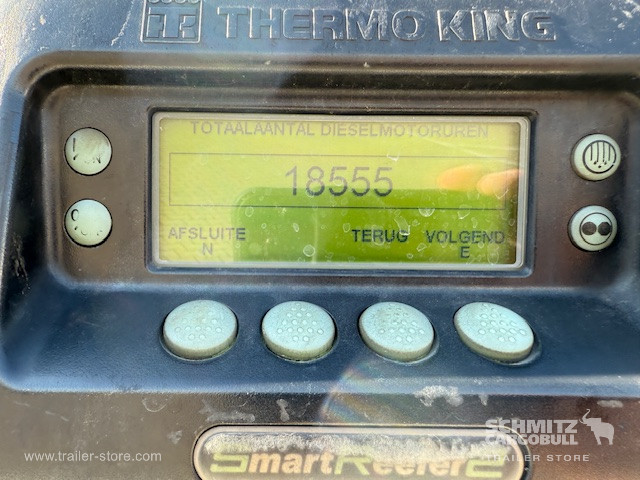 THERMO KING
TOTAALAANTAL DIESELMOTORUREN
18555
AFSLUITE TERUG VOLGEND
N E
SmartReefer2
SCHMITZ
CARGOBULL
TRAILER STORE
www.trailer-store.com